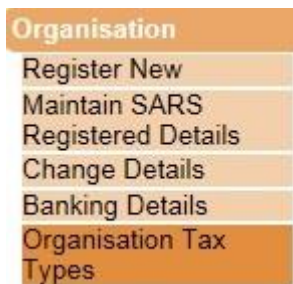 Organisation
Register New
Maintain SARS
Registered Details
Change Details
Banking Details
Organisation Tax
Types